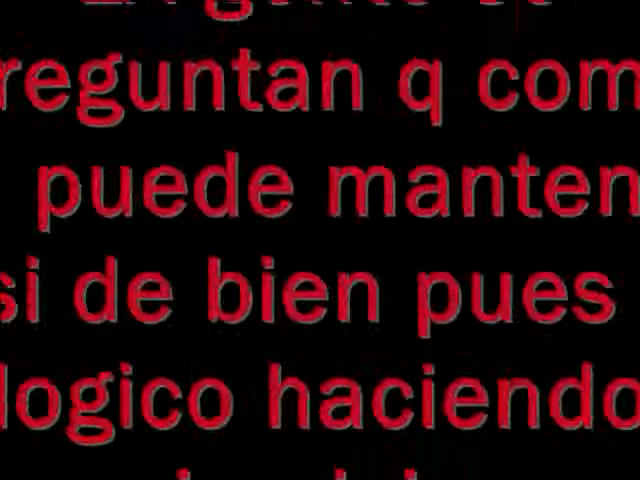 reguntan q com
puede manten
si de bien pues
logico haciendo